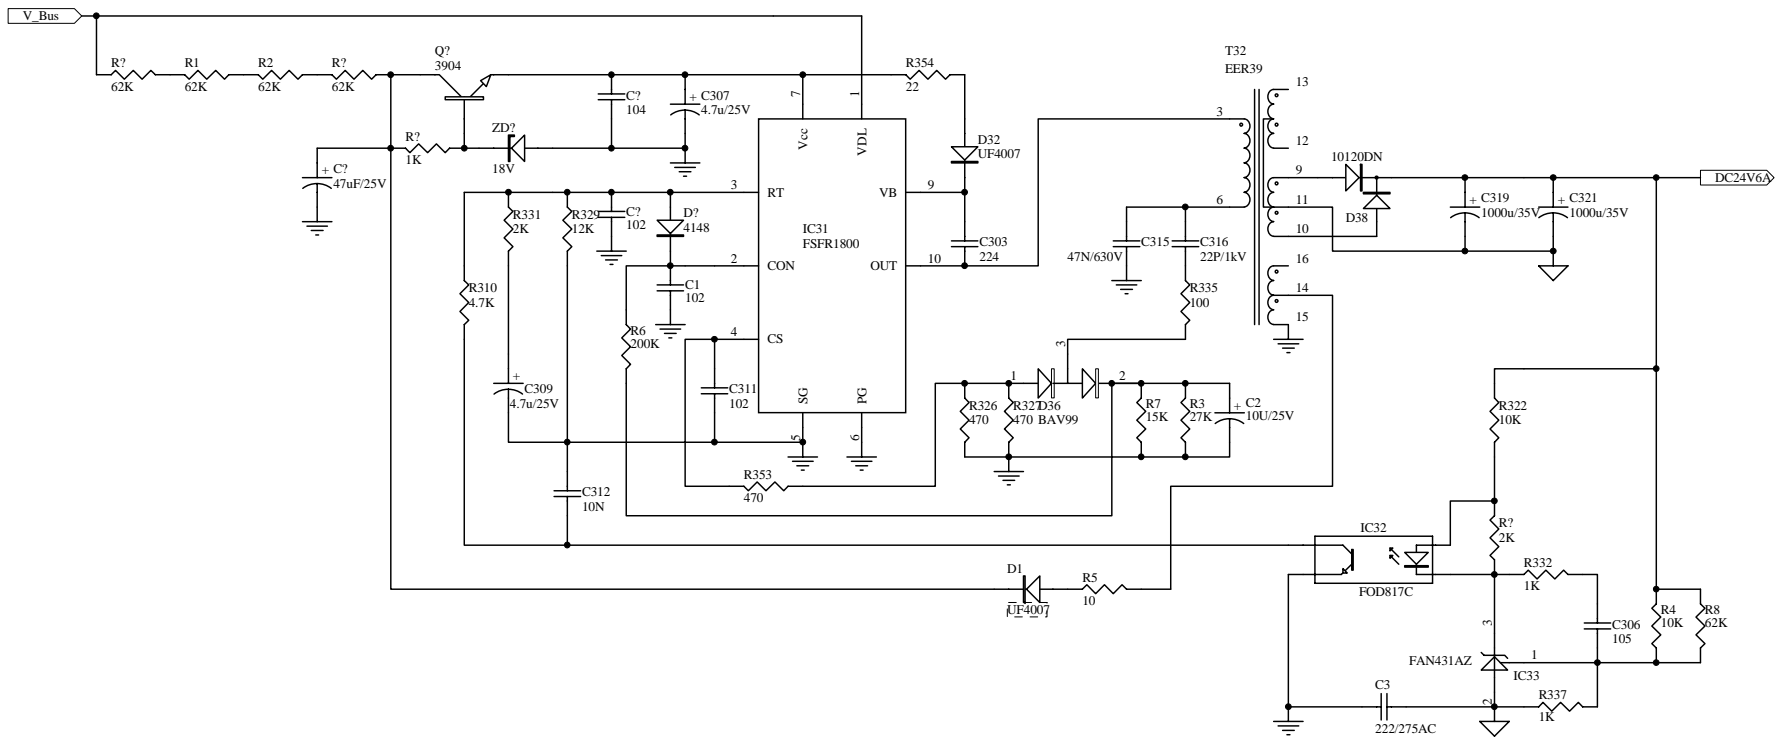 V_Bus
R?
62K
R1
62K
R2
62K
R?
62K
Q?
3904
R?
1K
ZD?
18V
C?
104
+
C307
4.7u/25V
+
C?
47uF/25V
R354
22
D32
UF4007
7
1
Vcc
VDL
3
RT
VB
9
IC31
FSFR1800
2
CON
OUT
10
4
CS
SG
PG
5
6
R331
2K
R329
12K
C?
102
D?
4148
C1
102
R310
4.7K
R6
200K
+
C309
4.7u/25V
C311
102
C312
10N
R353
470
C303
224
T32
EER39
3
6
13
12
9
11
10
16
14
15
C315
47N/630V
C316
22P/1kV
R335
100
3
1
2
R326
470
R327
470
D36
BAV99
R7
15K
R3
27K
+
C2
10U/25V
10120DN
D38
+
C319
1000u/35V
+
C321
1000u/35V
DC24V6A
R322
10K
R?
2K
IC32
FOD817C
R332
1K
C306
105
R4
10K
R8
62K
D1
UF4007
R5
10
3
1
2
FAN431AZ
IC33
R337
1K
C3
222/275AC